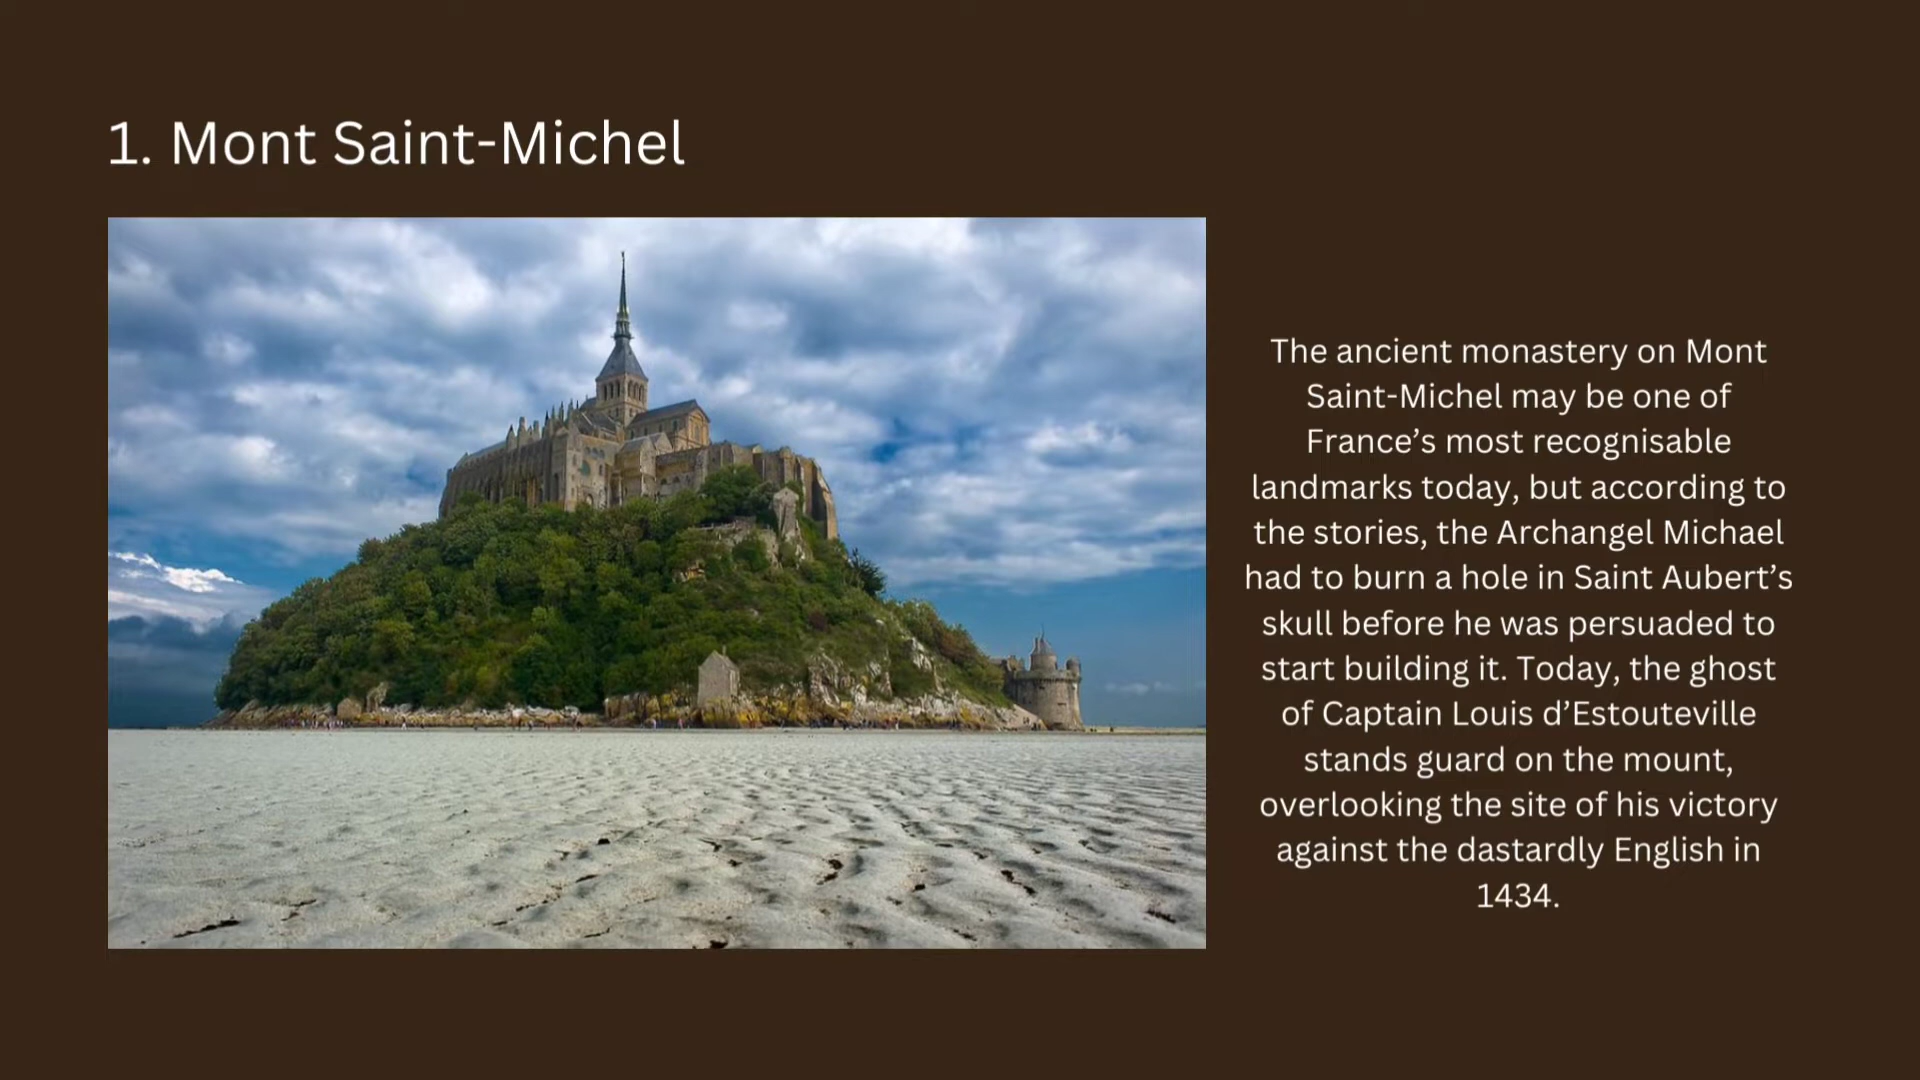 1. Mont Saint-Michel
The ancient monastery on Mont
Saint-Michel may be one of
France’s most recognisable
landmarks today, but according to
the stories, the Archangel Michael
had to burn a hole in Saint Aubert’s
skull before he was persuaded to
start building it. Today, the ghost
of Captain Louis d’Estouteville
stands guard on the mount,
overlooking the site of his victory
against the dastardly English in
1434.